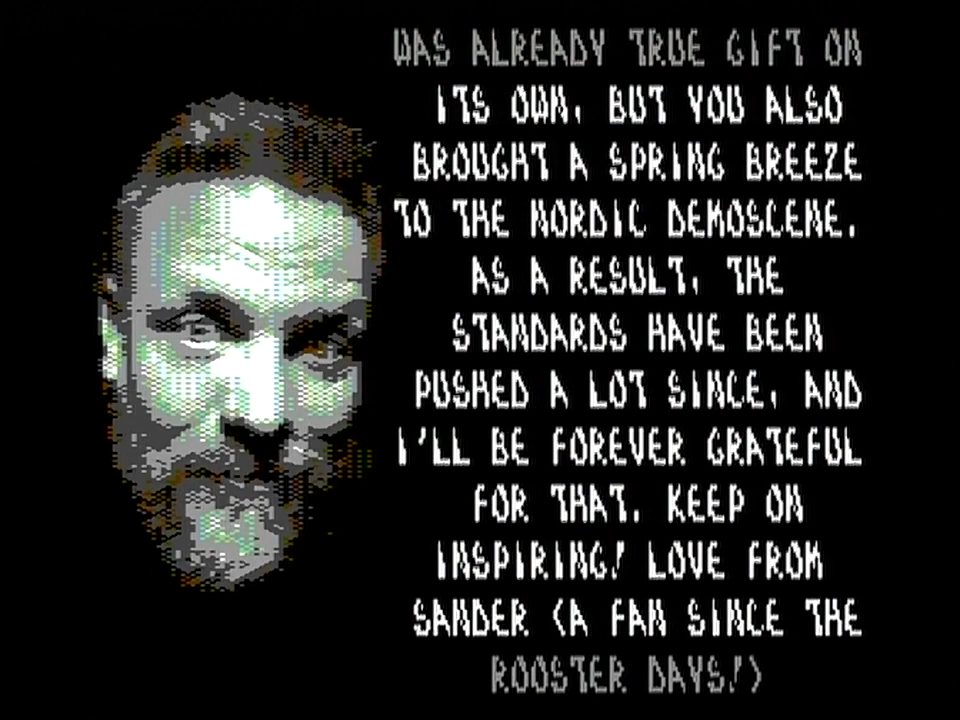 WAS ALREADY TRUE GIFT ON
ITS OWN, BUT YOU ALSO
BROUGHT A SPRING BREEZE
TO THE NORDIC DEMOSCENE.
AS A RESULT, THE
STANDARDS HAVE BEEN
PUSHED A LOT SINCE, AND
I'LL BE FOREVER GRATEFUL
FOR THAT. KEEP ON
INSPIRING! LOVE FROM
SANDER (A FAN SINCE THE
ROOSTER DAYS!)